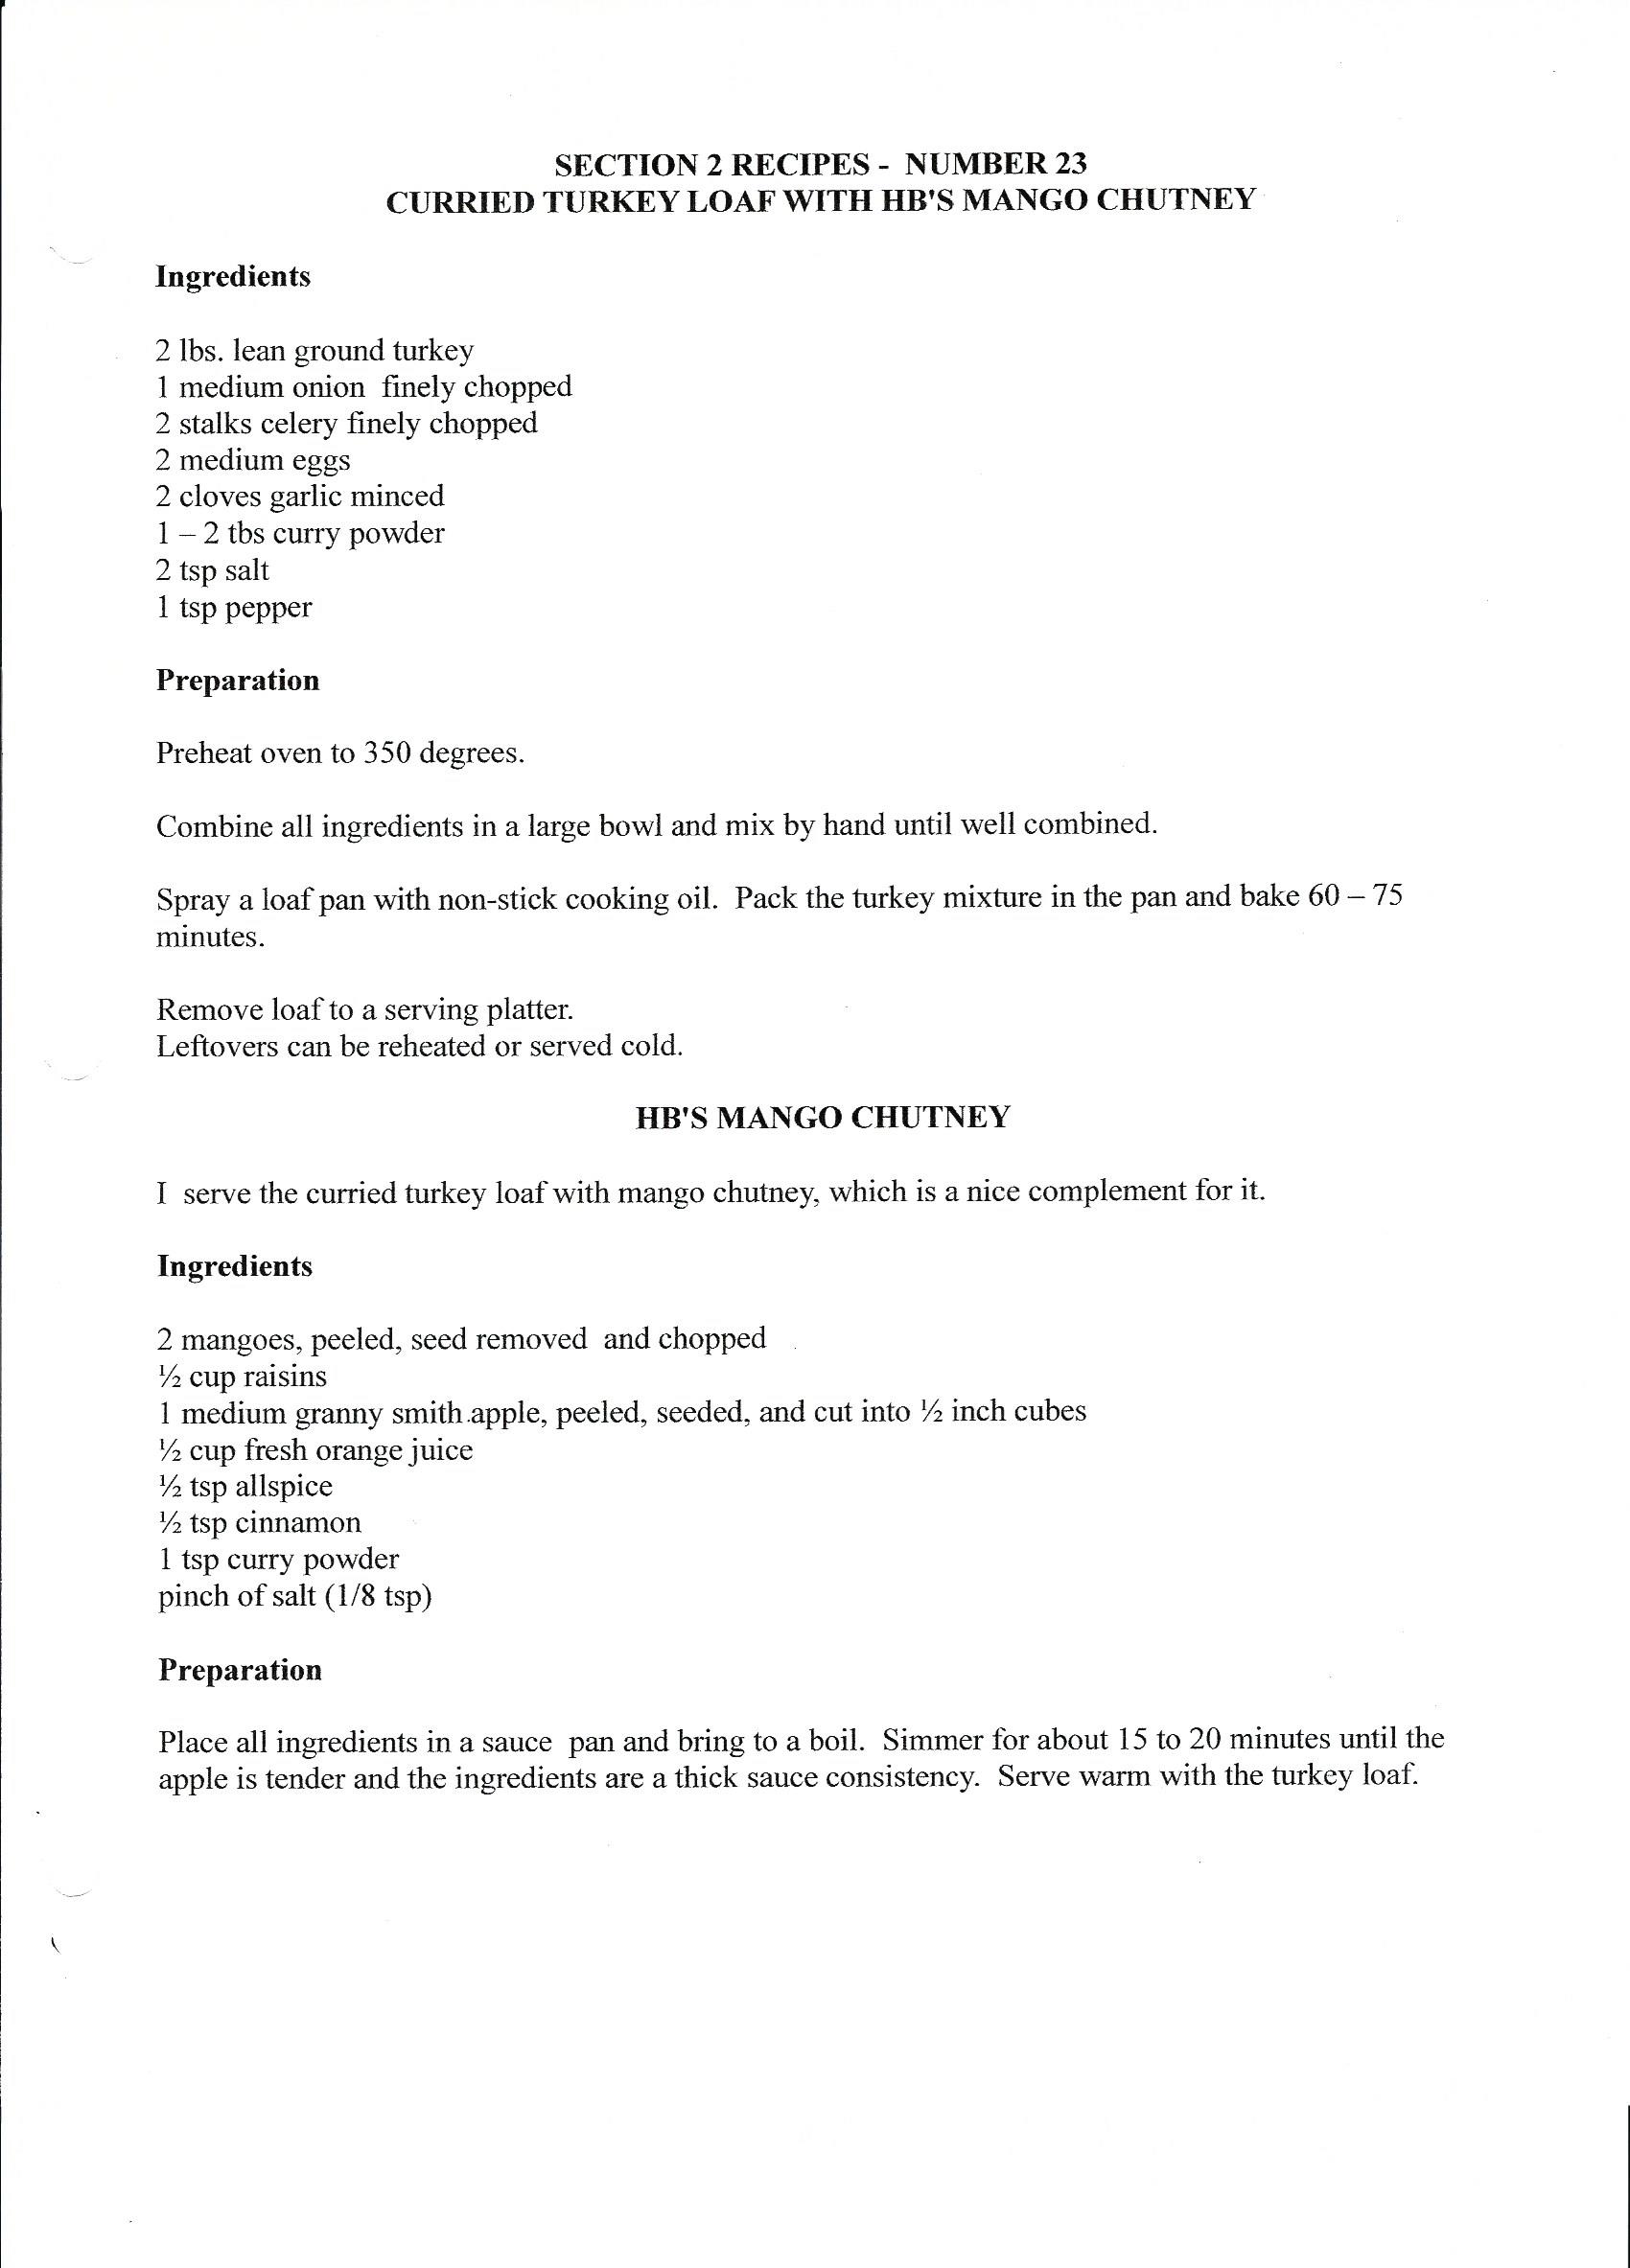 SECTION 2 RECIPES - NUMBER 23
CURRIED TURKEY LOAF WITH HB'S MANGO CHUTNEY
Ingredients
2 lbs. lean ground turkey
1 medium onion finely chopped
2 stalks celery finely chopped
2 medium eggs
2 cloves garlic minced
1 – 2 tbs curry powder
2 tsp salt
1 tsp pepper
Preparation
Preheat oven to 350 degrees.
Combine all ingredients in a large bowl and mix by hand until well combined.
Spray a loaf pan with non-stick cooking oil. Pack the turkey mixture in the pan and bake 60 – 75
minutes.
Remove loaf to a serving platter.
Leftovers can be reheated or served cold.
HB'S MANGO CHUTNEY
I serve the curried turkey loaf with mango chutney, which is a nice complement for it.
Ingredients
2 mangoes, peeled, seed removed and chopped
½ cup raisins
1 medium granny smith apple, peeled, seeded, and cut into ½ inch cubes
½ cup fresh orange juice
½ tsp allspice
½ tsp cinnamon
1 tsp curry powder
pinch of salt (1/8 tsp)
Preparation
Place all ingredients in a sauce pan and bring to a boil. Simmer for about 15 to 20 minutes until the
apple is tender and the ingredients are a thick sauce consistency. Serve warm with the turkey loaf.